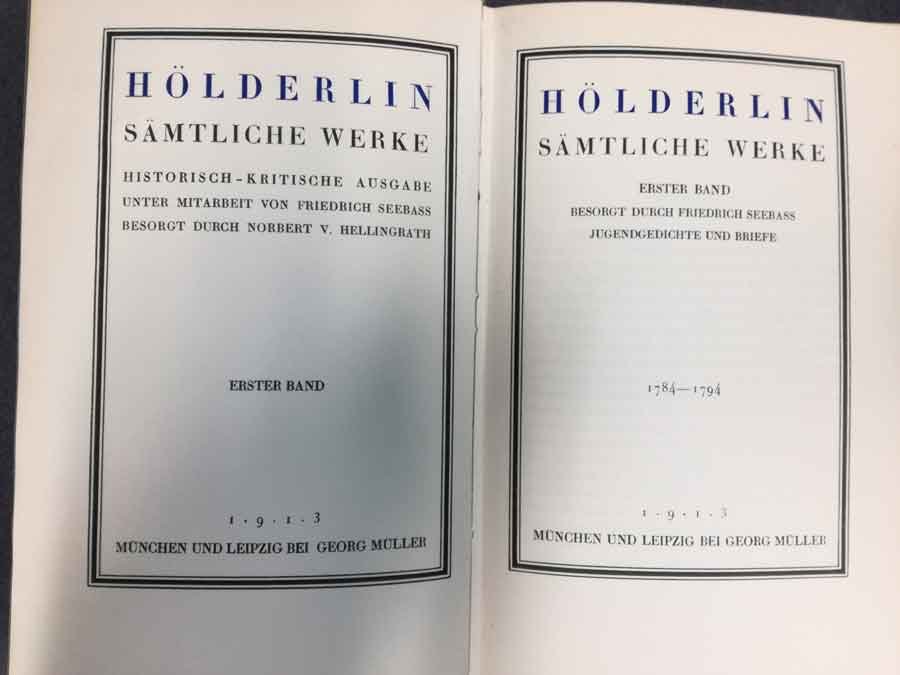 HÖLDERLIN
SÄMTLICHE WERKE
HISTORISCH-KRITISCHE AUSGABE
UNTER MITARBEIT VON FRIEDRICH SEEBASS
BESORGT DURCH NORBERT V. HELLINGRATH
ERSTER BAND
1·9·1·3
MÜNCHEN UND LEIPZIG BEI GEORG MÜLLER
HÖLDERLIN
SÄMTLICHE WERKE
ERSTER BAND
BESORGT DURCH FRIEDRICH SEEBASS
JUGENDGEDICHTE UND BRIEFE
1784—1794
1·9·1·3
MÜNCHEN UND LEIPZIG BEI GEORG MÜLLER